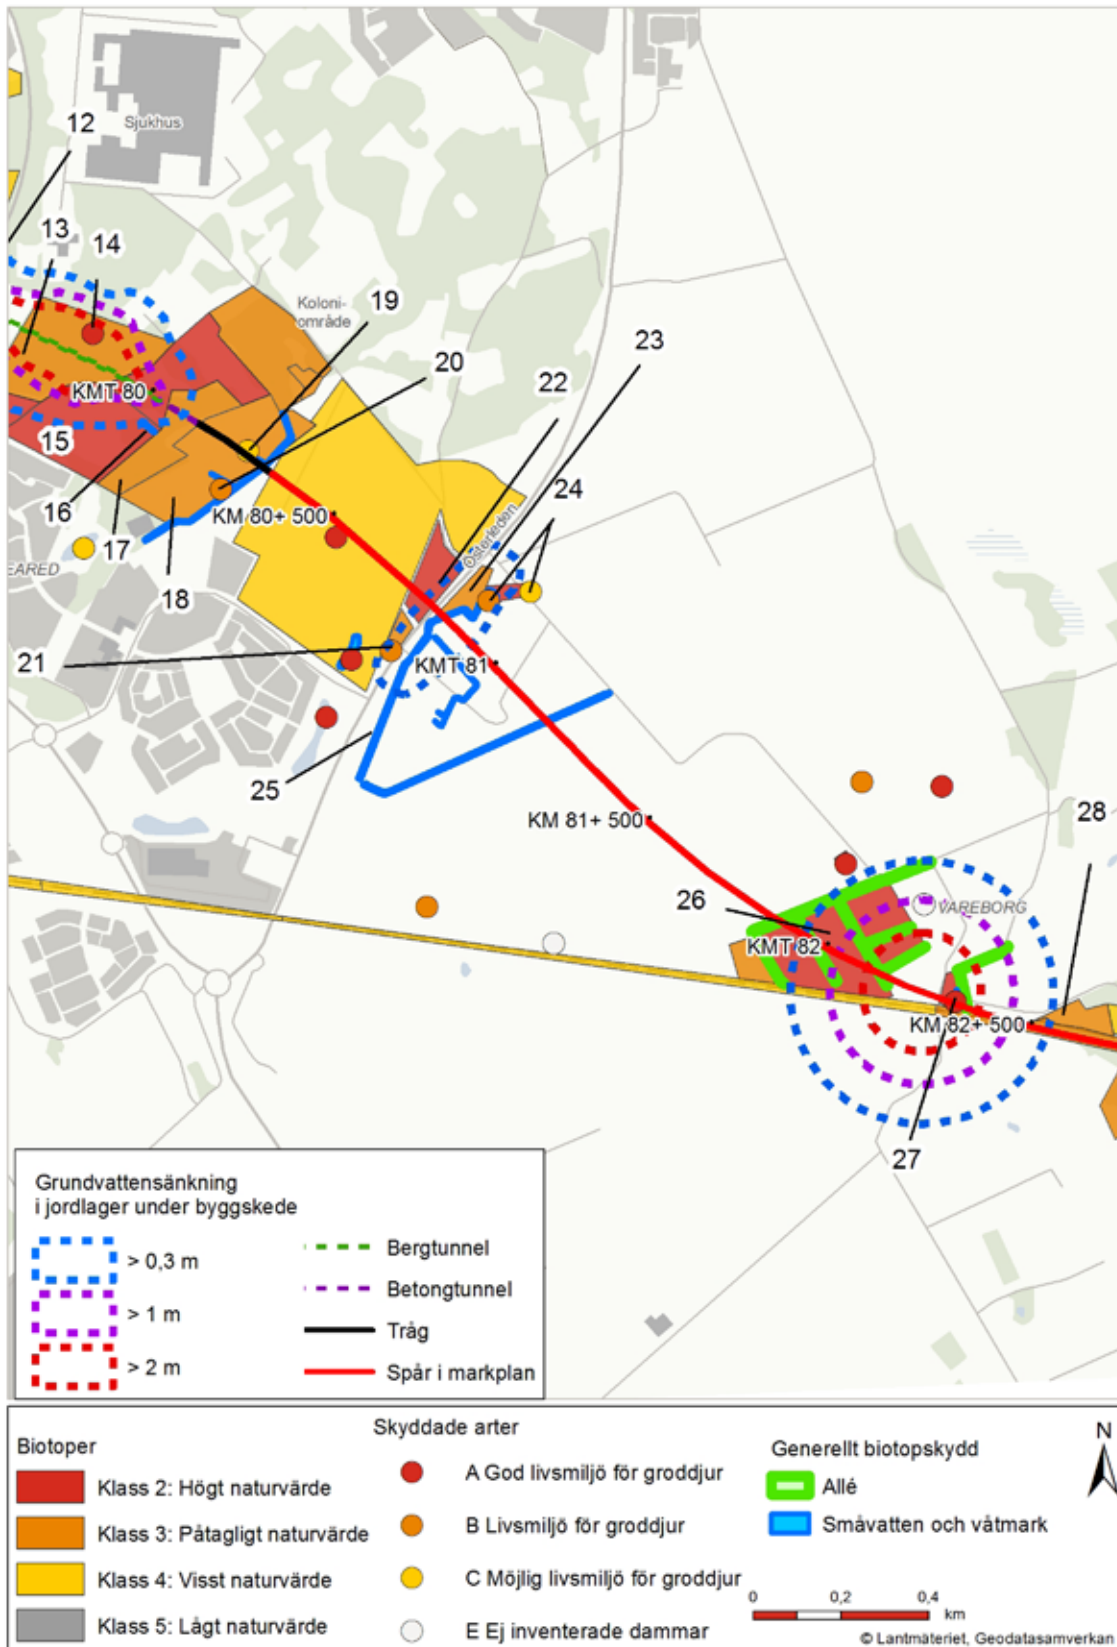 Sjukhus
12
13
14
Koloni-
område
19
20
22
23
KMT 80
15
16
17
18
KM 80+ 500
Österleden
24
EARED
21
KMT 81
25
KM 81+ 500
28
26
VAREBORG
KMT 82
KM 82+ 500
27
Grundvattensänkning
i jordlager under byggskede
> 0,3 m
> 1 m
> 2 m
Bergtunnel
Betongtunnel
Tråg
Spår i markplan
Biotoper
Klass 2: Högt naturvärde
Klass 3: Påtagligt naturvärde
Klass 4: Visst naturvärde
Klass 5: Lågt naturvärde
Skyddade arter
A God livsmiljö för groddjur
B Livsmiljö för groddjur
C Möjlig livsmiljö för groddjur
E Ej inventerade dammar
Generellt biotopskydd
Allé
Småvatten och våtmark
N
0 0,2 0,4
km
© Lantmäteriet, Geodatasamverkan